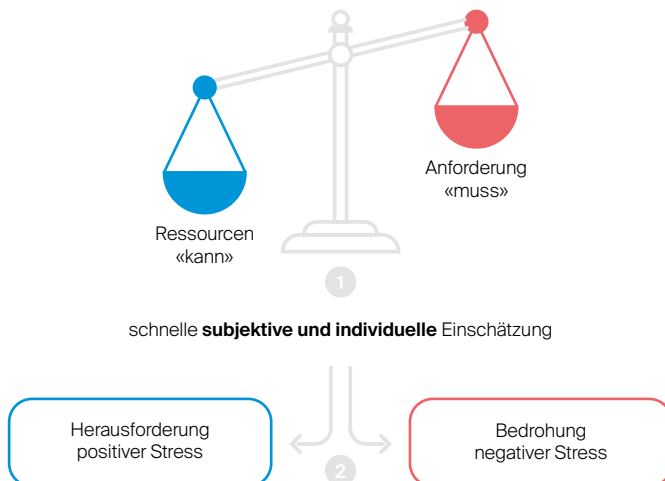 Anforderung
«muss»
Ressourcen
«kann»
1
schnelle subjektive und individuelle Einschätzung
Herausforderung
positiver Stress
Bedrohung
negativer Stress
2